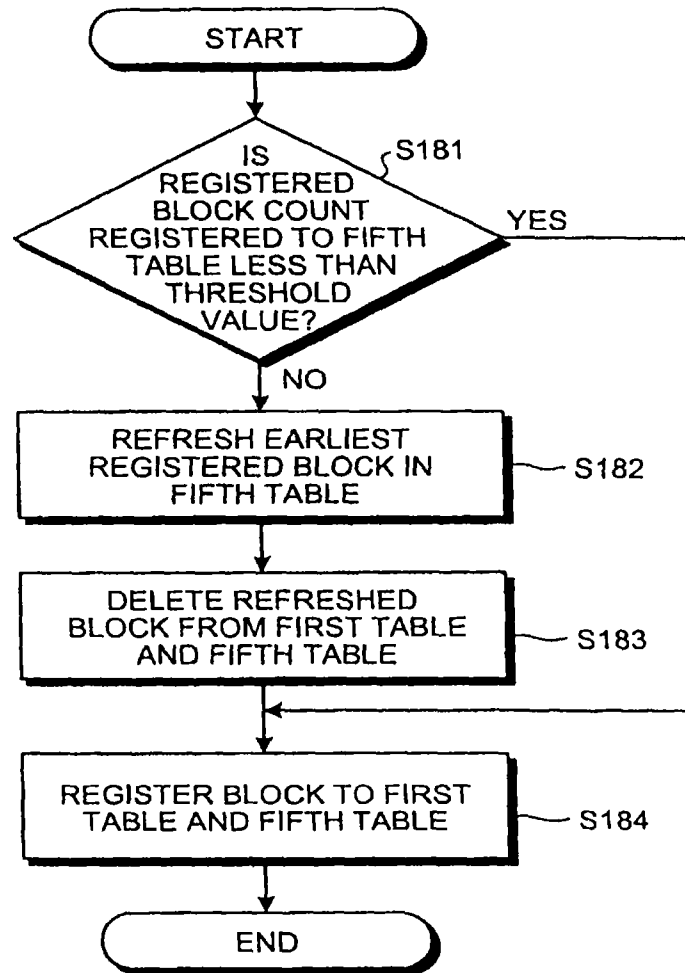 START
IS
REGISTERED
BLOCK COUNT
REGISTERED TO FIFTH
TABLE LESS THAN
THRESHOLD
VALUE?
S181
YES
NO
REFRESH EARLIEST
REGISTERED BLOCK IN
FIFTH TABLE
S182
DELETE REFRESHED
BLOCK FROM FIRST TABLE
AND FIFTH TABLE
S183
REGISTER BLOCK TO FIRST
TABLE AND FIFTH TABLE
S184
END